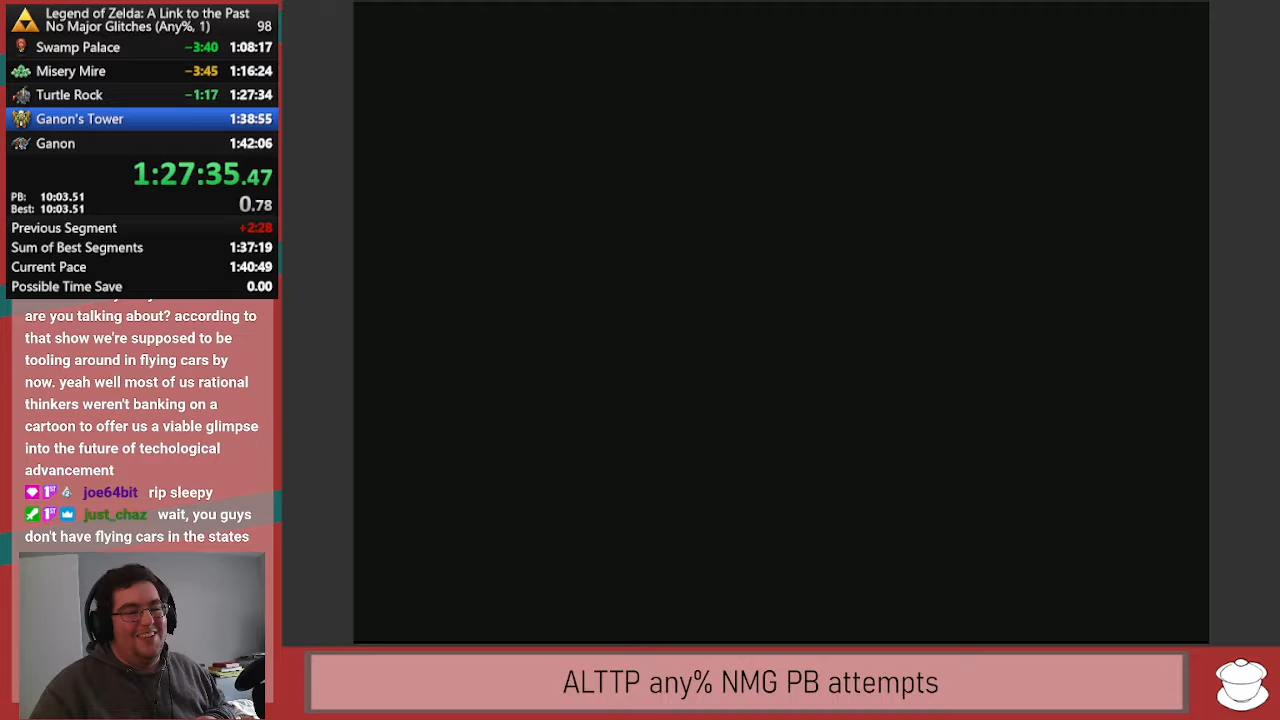 Legend of Zelda: A Link to the Past
No Major Glitches (Any%, 1) 98
Swamp Palace -3:40 1:08:17
Misery Mire -3:45 1:16:24
Turtle Rock -1:17 1:27:34
Ganon's Tower 1:38:55
Ganon 1:42:06
1:27:35.47
PB: 10:03.51
Best: 10:03.51 0.78
Previous Segment +2:28
Sum of Best Segments 1:37:19
Current Pace 1:40:49
Possible Time Save 0.00
are you talking about? according to
that show we're supposed to be
tooling around in flying cars by
now. yeah well most of us rational
thinkers weren't banking on a
cartoon to offer us a viable glimpse
into the future of techological
advancement
joe64bit rip sleepy
just_chaz wait, you guys
don't have flying cars in the states
ALTTP any% NMG PB attempts